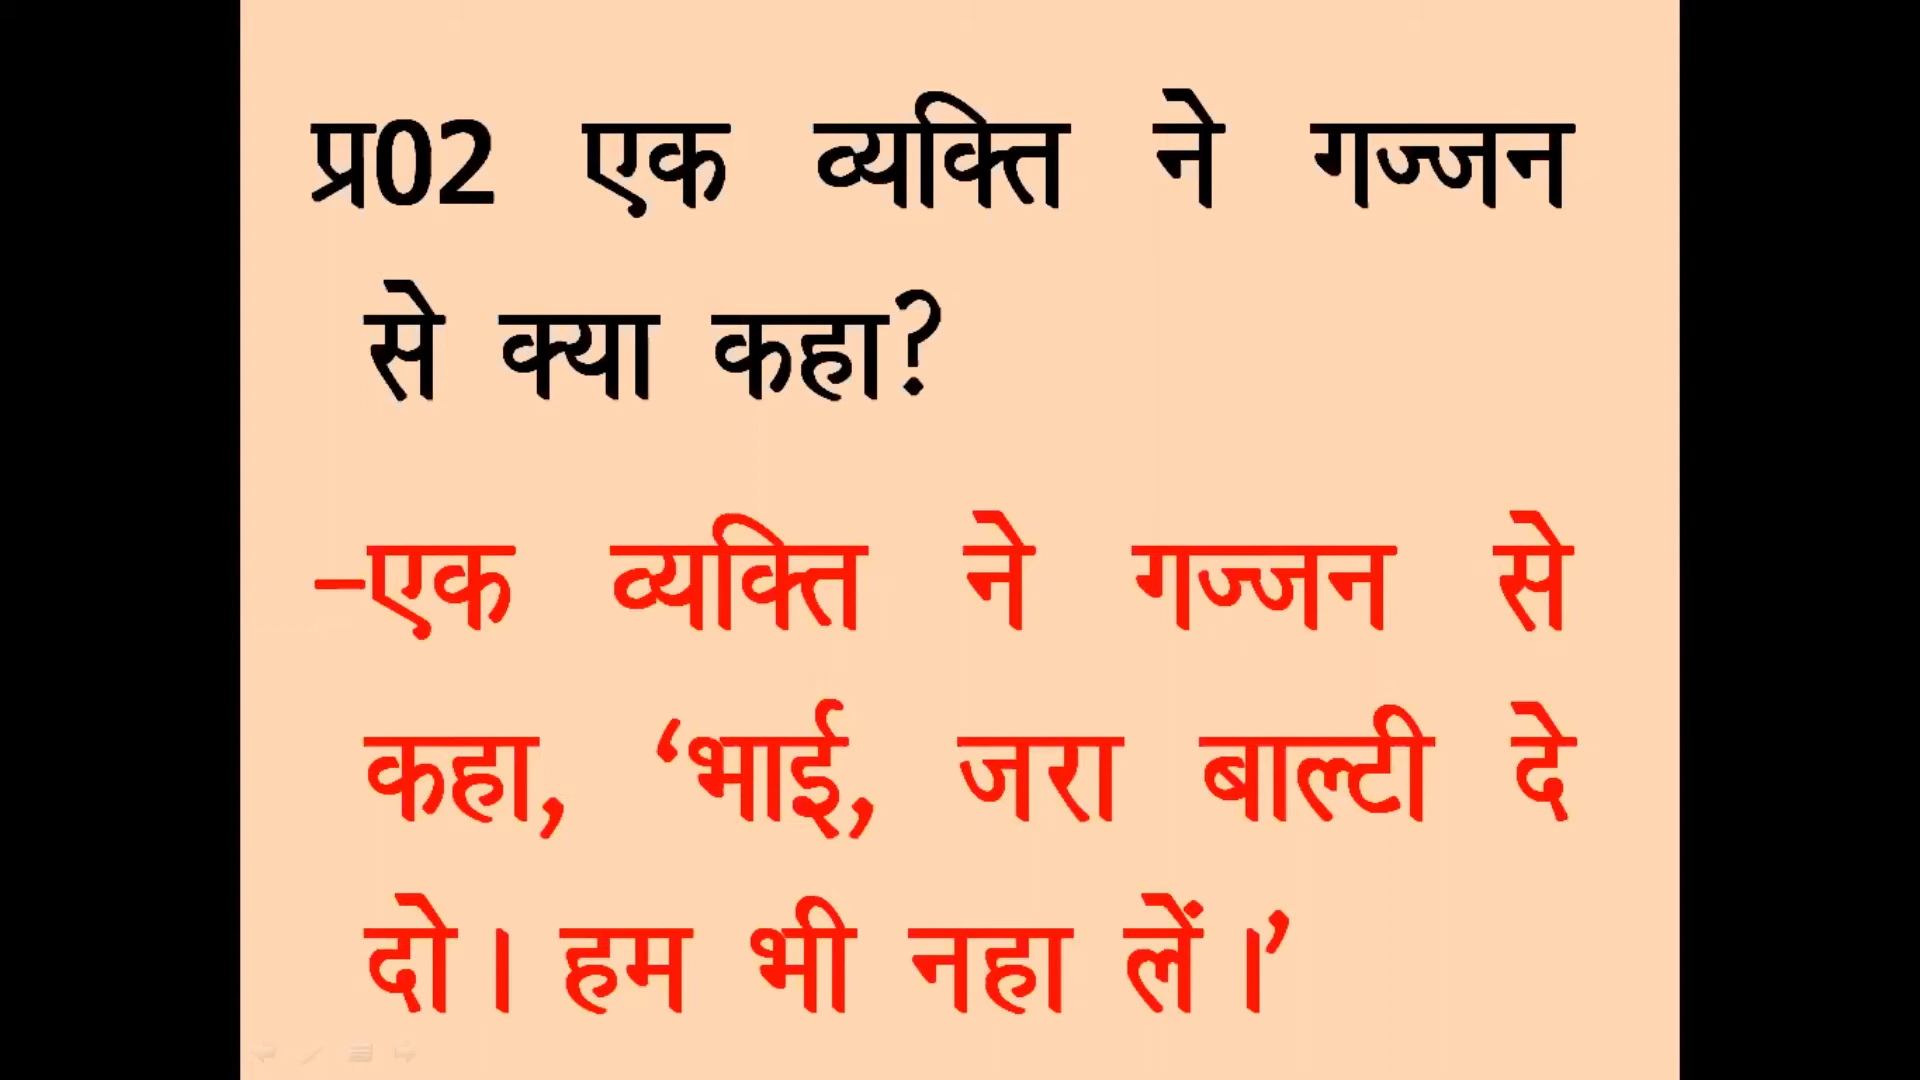 प्र02 एक व्यक्ति ने गज्जन
से क्या कहा?
–एक व्यक्ति ने गज्जन से
कहा, ‘भाई, जरा बाल्टी दे
दो। हम भी नहा लें।’